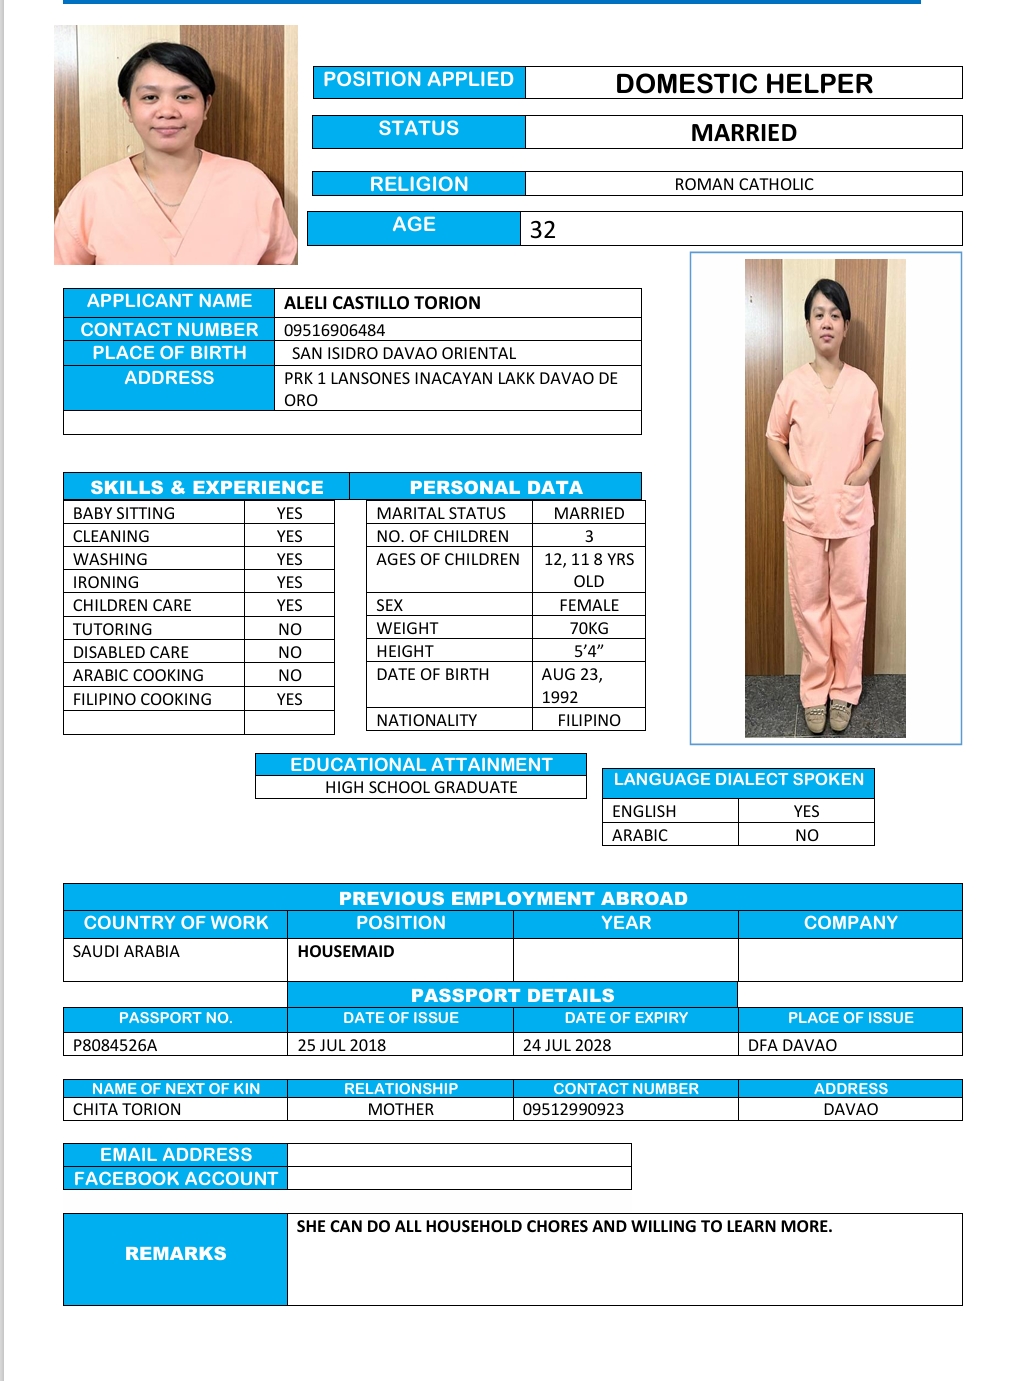 POSITION APPLIED DOMESTIC HELPER
STATUS MARRIED
RELIGION ROMAN CATHOLIC
AGE 32
APPLICANT NAME ALELI CASTILLO TORION
CONTACT NUMBER 09516906484
PLACE OF BIRTH SAN ISIDRO DAVAO ORIENTAL
ADDRESS PRK 1 LANSONES INACAYAN LAKK DAVAO DE
ORO
SKILLS & EXPERIENCE PERSONAL DATA
BABY SITTING YES
CLEANING YES
WASHING YES
IRONING YES
CHILDREN CARE YES
TUTORING NO
DISABLED CARE NO
ARABIC COOKING NO
FILIPINO COOKING YES
MARITAL STATUS MARRIED
NO. OF CHILDREN 3
AGES OF CHILDREN 12, 11 8 YRS
OLD
SEX FEMALE
WEIGHT 70KG
HEIGHT 5’4”
DATE OF BIRTH AUG 23,
1992
NATIONALITY FILIPINO
EDUCATIONAL ATTAINMENT
HIGH SCHOOL GRADUATE
LANGUAGE DIALECT SPOKEN
ENGLISH YES
ARABIC NO
PREVIOUS EMPLOYMENT ABROAD
COUNTRY OF WORK POSITION YEAR COMPANY
SAUDI ARABIA HOUSEMAID
PASSPORT DETAILS
PASSPORT NO. DATE OF ISSUE DATE OF EXPIRY PLACE OF ISSUE
P8084526A 25 JUL 2018 24 JUL 2028 DFA DAVAO
NAME OF NEXT OF KIN RELATIONSHIP CONTACT NUMBER ADDRESS
CHITA TORION MOTHER 09512990923 DAVAO
EMAIL ADDRESS
FACEBOOK ACCOUNT
REMARKS SHE CAN DO ALL HOUSEHOLD CHORES AND WILLING TO LEARN MORE.